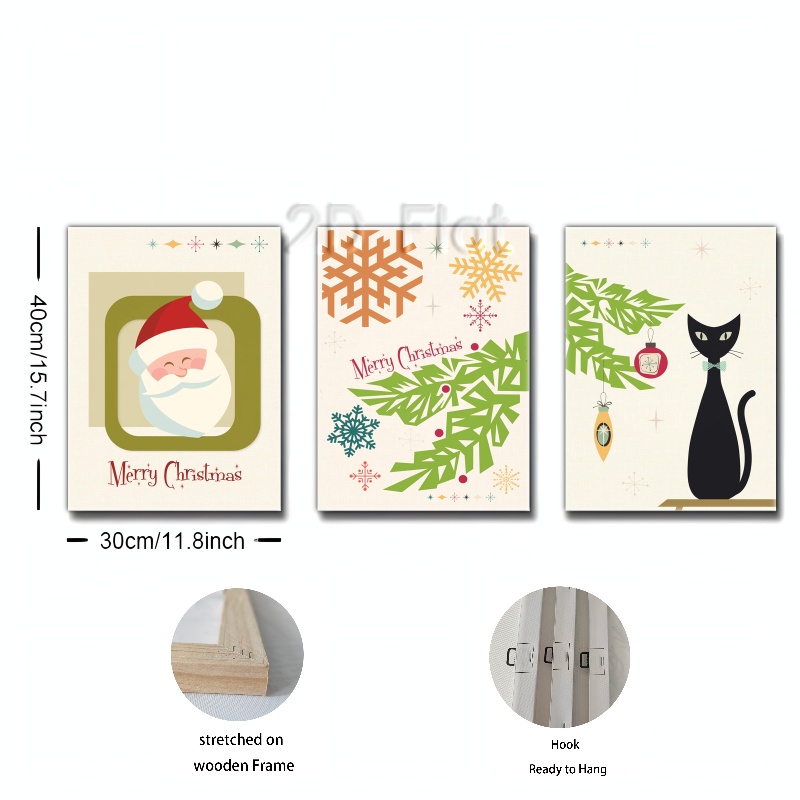 2D Flat
40cm/15.7inch
Merry Christmas
Merry Christmas
30cm/11.8inch
stretched on
wooden Frame
Hook
Ready to Hang